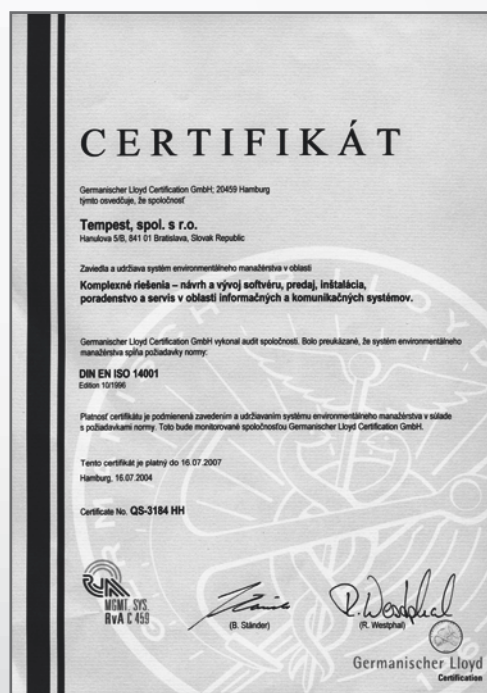 CERTIFIKÁT
Germanischer Lloyd Certification GmbH; 20459 Hamburg
týmto osvedčuje, že spoločnosť
Tempest, spol. s r.o.
Hanulova 5/B, 841 01 Bratislava, Slovak Republic
Zaviedla a udržiava systém environmentálneho manažérstva v oblasti
Komplexné riešenia – návrh a vývoj softvéru, predaj, inštalácia,
poradenstvo a servis v oblasti informačných a komunikačných systémov.
Germanischer Lloyd Certification GmbH vykonal audit spoločnosti. Bolo preukázané, že systém environmentálneho
manažérstva spĺňa požiadavky normy:
DIN EN ISO 14001
Edition 10/1996
Platnosť certifikátu je podmienená zavedením a udržiavaním systému environmentálneho manažérstva v súlade
s požiadavkami normy. Toto bude monitorované spoločnosťou Germanischer Lloyd Certification GmbH.
Tento certifikát je platný do 16.07.2007
Hamburg, 16.07.2004
Certificate No. QS-3184 HH
RvA
MGMT. SYS.
RvA C 459
(B. Ständer)
R. Westphal
(R. Westphal)
Germanischer Lloyd
Certification